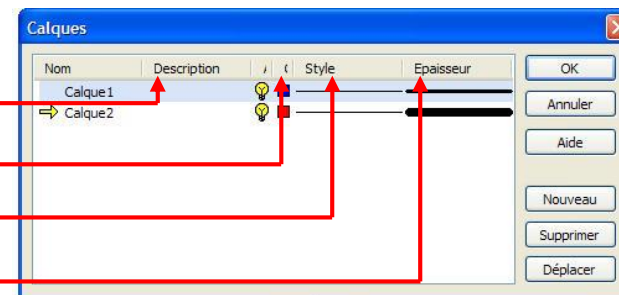 Calques
Nom Description Style Epaisseur
Calque1
Calque2
OK
Annuler
Aide
Nouveau
Supprimer
Déplacer